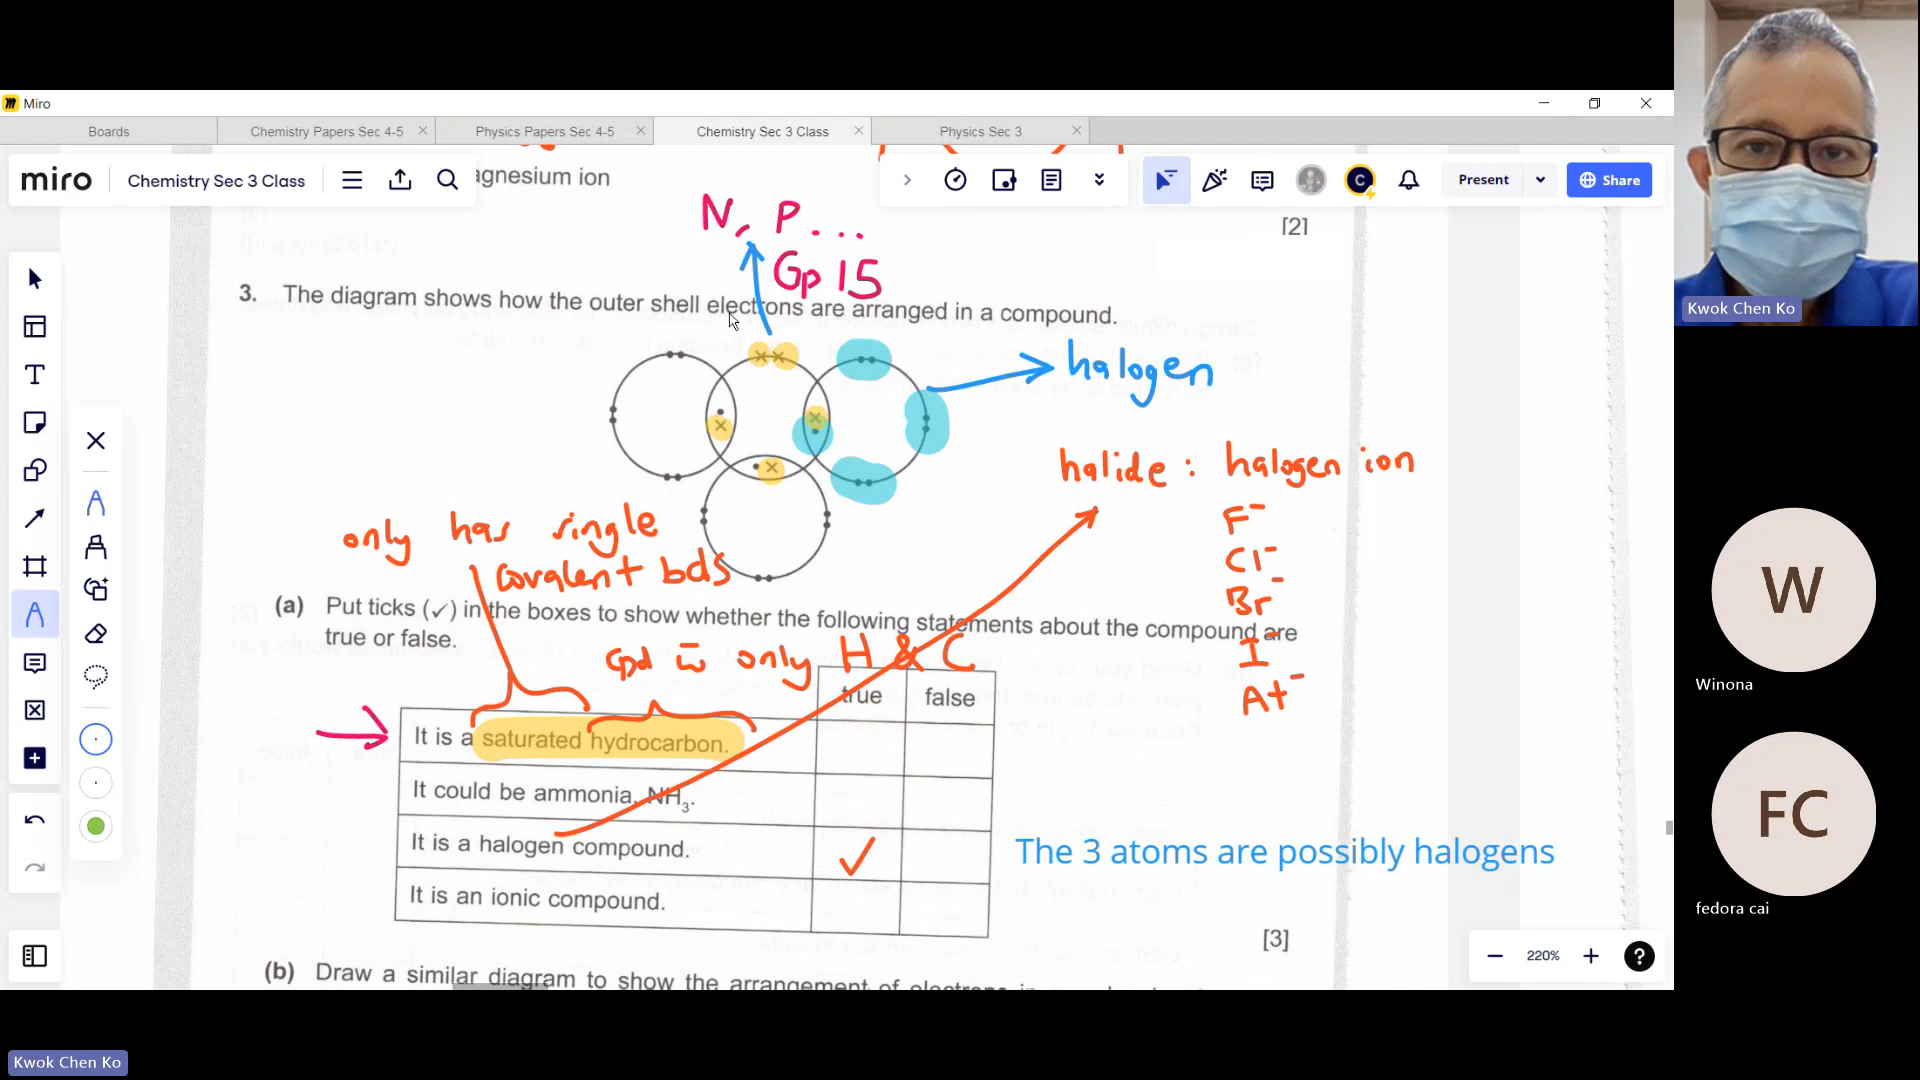 Miro
Boards
Chemistry Papers Sec 4-5
Physics Papers Sec 4-5
Chemistry Sec 3 Class
Physics Sec 3
miro
Chemistry Sec 3 Class
Present
Share
agnesium ion
[2]
N, P...
Gp 15
3. The diagram shows how the outer shell electrons are arranged in a compound.
halogen
halide : halogen ion
F⁻
Cl⁻
Br⁻
I⁻
At⁻
only has single
covalent bds
(a) Put ticks (✓) in the boxes to show whether the following statements about the compound are
true or false.
cpd w̄ only H & C
true false
It is a saturated hydrocarbon.
It could be ammonia, NH₃.
It is a halogen compound. ✓
The 3 atoms are possibly halogens
It is an ionic compound.
[3]
(b) Draw a similar diagram to show the arrangement of electrons in
220%
C
Kwok Chen Ko
W
Winona
FC
fedora cai
Kwok Chen Ko